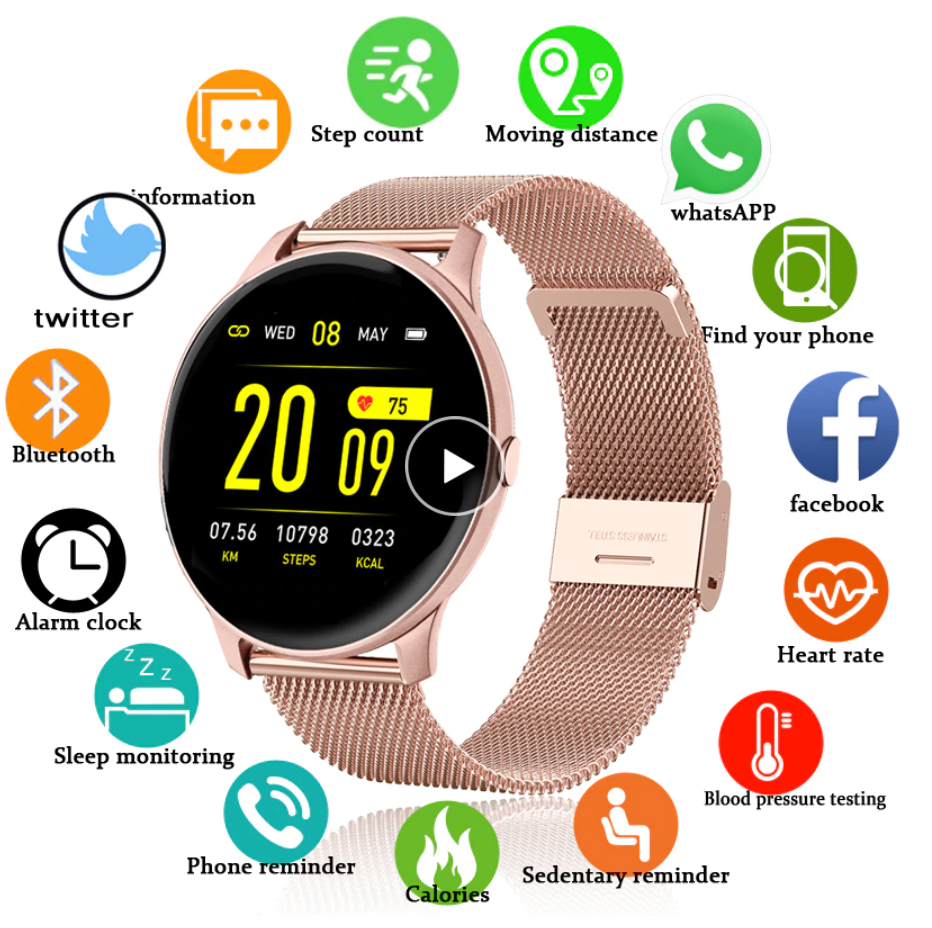 Step count
Moving distance
information
whatsAPP
twitter
Find your phone
WED 08 MAY
75
20
09
Bluetooth
facebook
07.56 10798 0323
KM STEPS KCAL
Alarm clock
Heart rate
z Z z
Sleep monitoring
Blood pressure testing
Phone reminder
Calories
Sedentary reminder